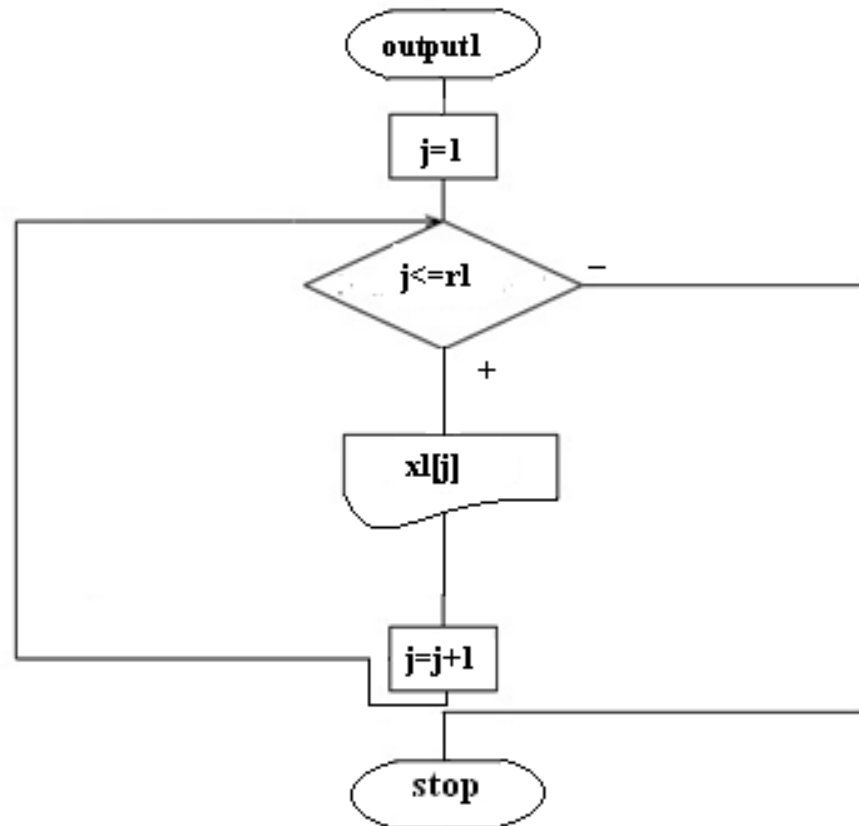 output1
j=1
j<=r1
−
+
x1[j]
j=j+1
stop